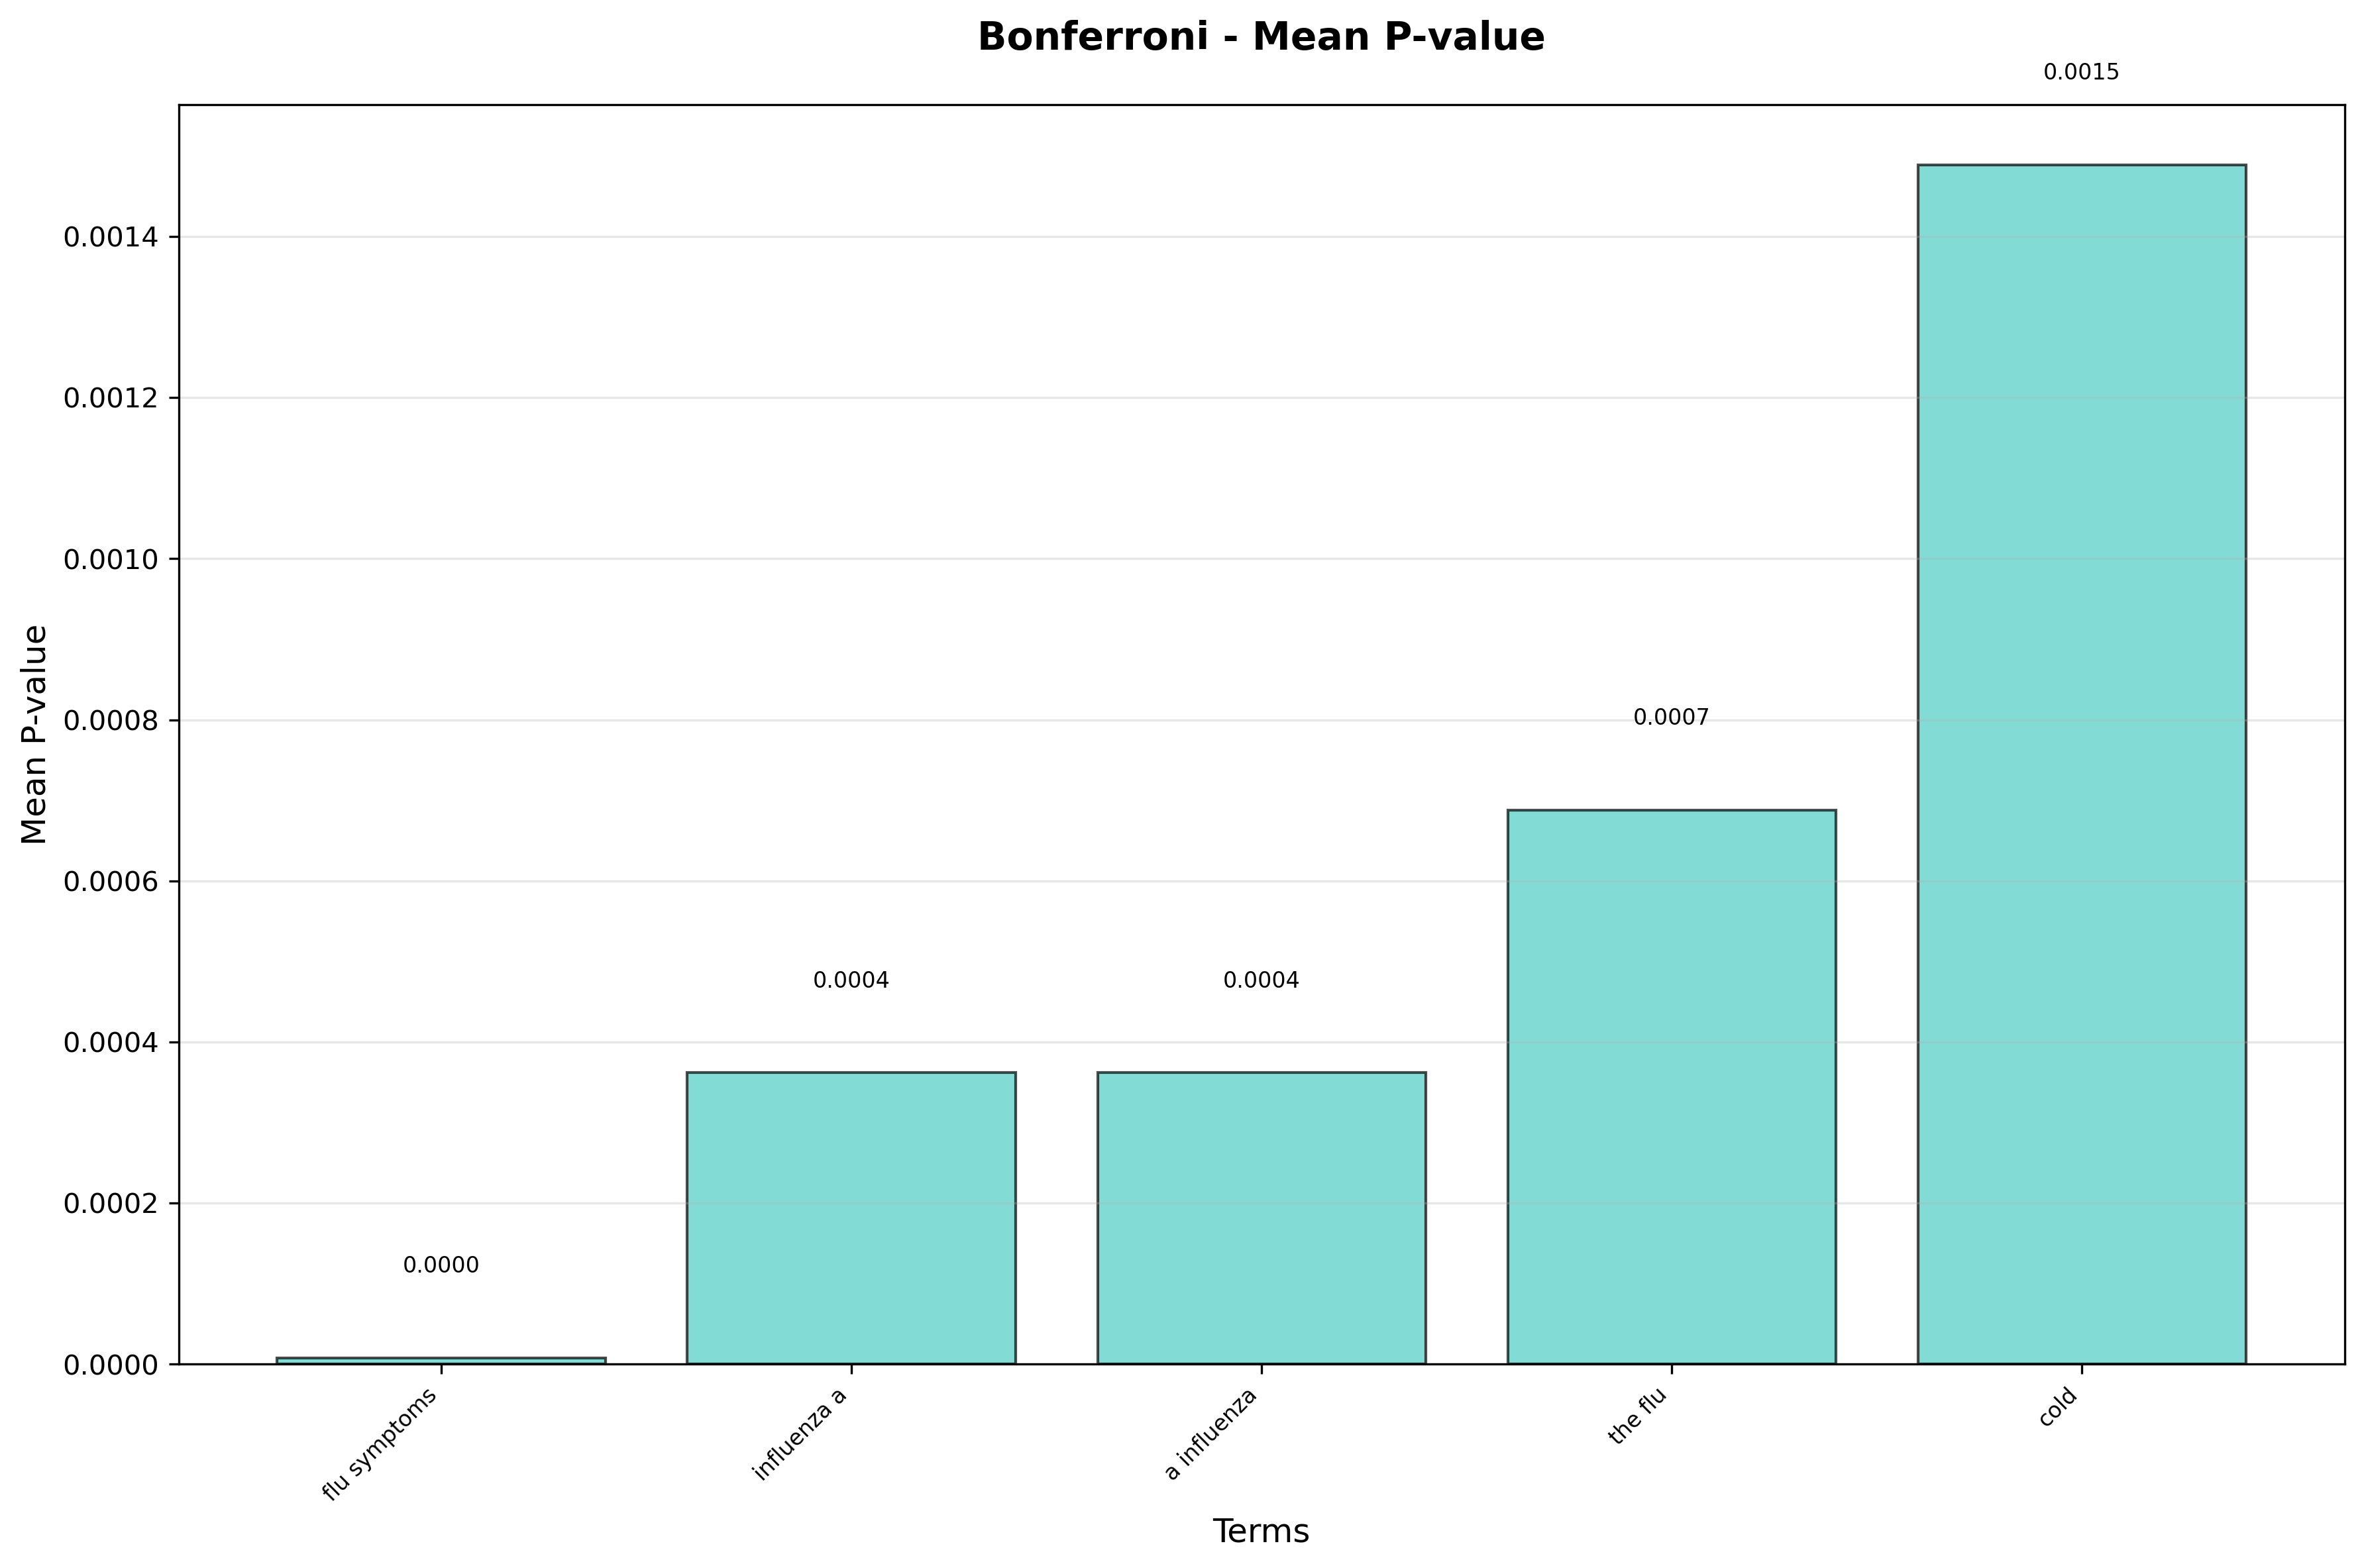 Bonferroni - Mean P-value
0.0015
0.0014
0.0012
0.0010
0.0008
0.0007
0.0006
0.0004
0.0004
0.0004
0.0002
0.0000
0.0000
Mean P-value
flu symptoms
influenza a
a influenza
the flu
cold
Terms